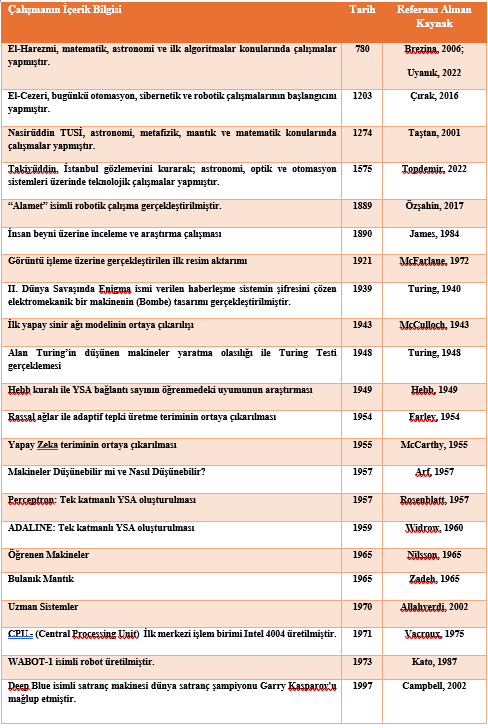 Çalışmanın İçerik Bilgisi Tarih Referans Alınan
Kaynak
El-Harezmi, matematik, astronomi ve ilk algoritmalar konularında çalışmalar 780 Brezina, 2006;
yapmıştır.
Uyanık, 2022
El-Cezeri, bugünkü otomasyon, sibernetik ve robotik çalışmalarının başlangıcını 1203 Çırak, 2016
yapmıştır.
Nasirüddin TUSİ, astronomi, metafizik, mantık ve matematik konularında 1274 Taştan, 2001
çalışmalar yapmıştır.
Takiyüddin, İstanbul gözlemevini kurarak; astronomi, optik ve otomasyon 1575 Topdemir, 2022
sistemleri üzerinde teknolojik çalışmalar yapmıştır.
“Alamet” isimli robotik çalışma gerçekleştirilmiştir. 1889 Özşahin, 2017
İnsan beyni üzerine inceleme ve araştırma çalışması 1890 James, 1984
Görüntü işleme üzerine gerçekleştirilen ilk resim aktarımı 1921 McFarlane, 1972
II. Dünya Savaşında Enigma ismi verilen haberleşme sistemin şifresini çözen 1939 Turing, 1940
elektromekanik bir makinenin (Bombe) tasarımı gerçekleştirilmiştir.
İlk yapay sinir ağı modelinin ortaya çıkarılışı 1943 McCulloch, 1943
Alan Turing’in düşünen makineler yaratma olasılığı ile Turing Testi 1948 Turing, 1948
gerçeklemesi
Hebb kuralı ile YSA bağlantı sayının öğrenmedeki uyumunun araştırması 1949 Hebb, 1949
Rassal ağlar ile adaptif tepki üretme teriminin ortaya çıkarılması 1954 Farley, 1954
Yapay Zeka teriminin ortaya çıkarılması 1955 McCarthy, 1955
Makineler Düşünebilir mi ve Nasıl Düşünebilir? 1957 Arf, 1957
Perceptron: Tek katmanlı YSA oluşturulması 1957 Rosenblatt, 1957
ADALINE: Tek katmanlı YSA oluşturulması 1959 Widrow, 1960
Öğrenen Makineler 1965 Nilsson, 1965
Bulanık Mantık 1965 Zadeh, 1965
Uzman Sistemler 1970 Allahverdi, 2002
CPU - (Central Processing Unit) İlk merkezi işlem birimi Intel 4004 üretilmiştir. 1971 Vacroux, 1975
WABOT-1 isimli robot üretilmiştir. 1973 Kato, 1987
Deep Blue isimli satranç makinesi dünya satranç şampiyonu Garry Kasparov'u 1997 Campbell, 2002
mağlup etmiştir.